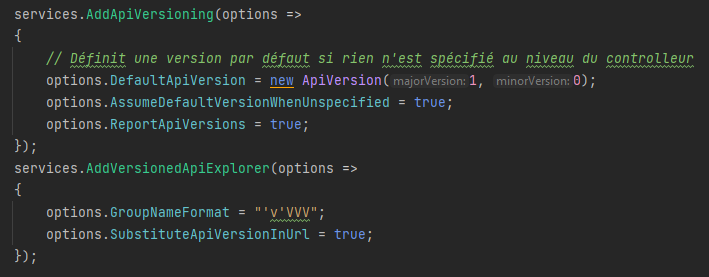 services.AddApiVersioning(options =>
{
// Définit une version par défaut si rien n'est spécifié au niveau du controlleur
options.DefaultApiVersion = new ApiVersion( majorVersion: 1, minorVersion: 0);
options.AssumeDefaultVersionWhenUnspecified = true;
options.ReportApiVersions = true;
});
services.AddVersionedApiExplorer(options =>
{
options.GroupNameFormat = "'v'VVV";
options.SubstituteApiVersionInUrl = true;
});